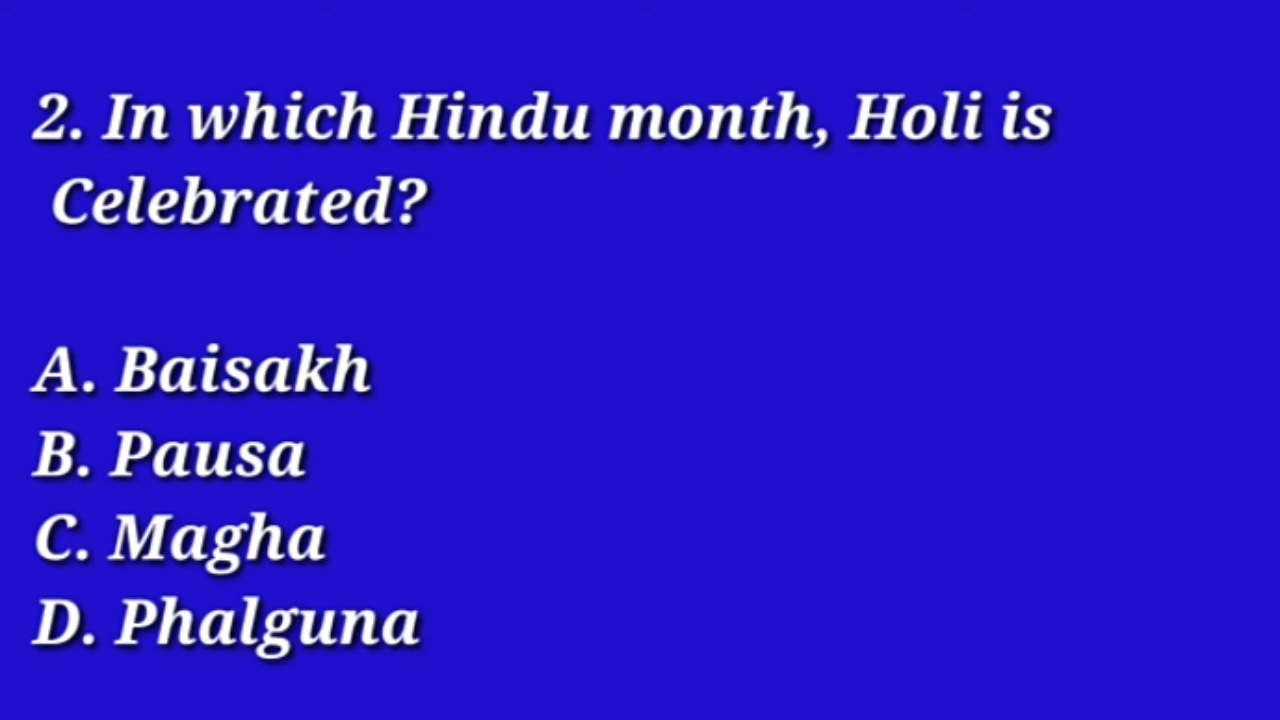 2. In which Hindu month, Holi is
Celebrated?
A. Baisakh
B. Pausa
C. Magha
D. Phalguna